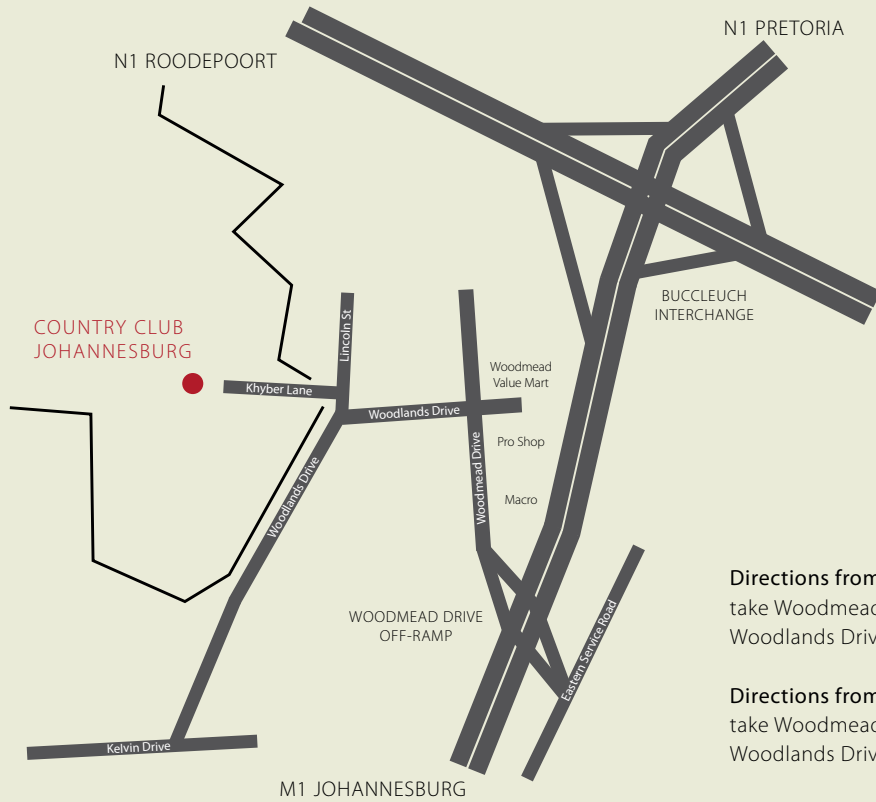 N1 PRETORIA
N1 ROODEPOORT
BUCCLEUCH
INTERCHANGE
COUNTRY CLUB
JOHANNESBURG
Lincoln St
Khyber Lane
Woodlands Drive
Woodmead
Value Mart
Pro Shop
Woodmead Drive
Macro
Woodlands Drive
WOODMEAD DRIVE
OFF-RAMP
Eastern Service Road
Kelvin Drive
M1 JOHANNESBURG
Directions from
take Woodmead
Woodlands Driv
Directions from
take Woodmead
Woodlands Driv